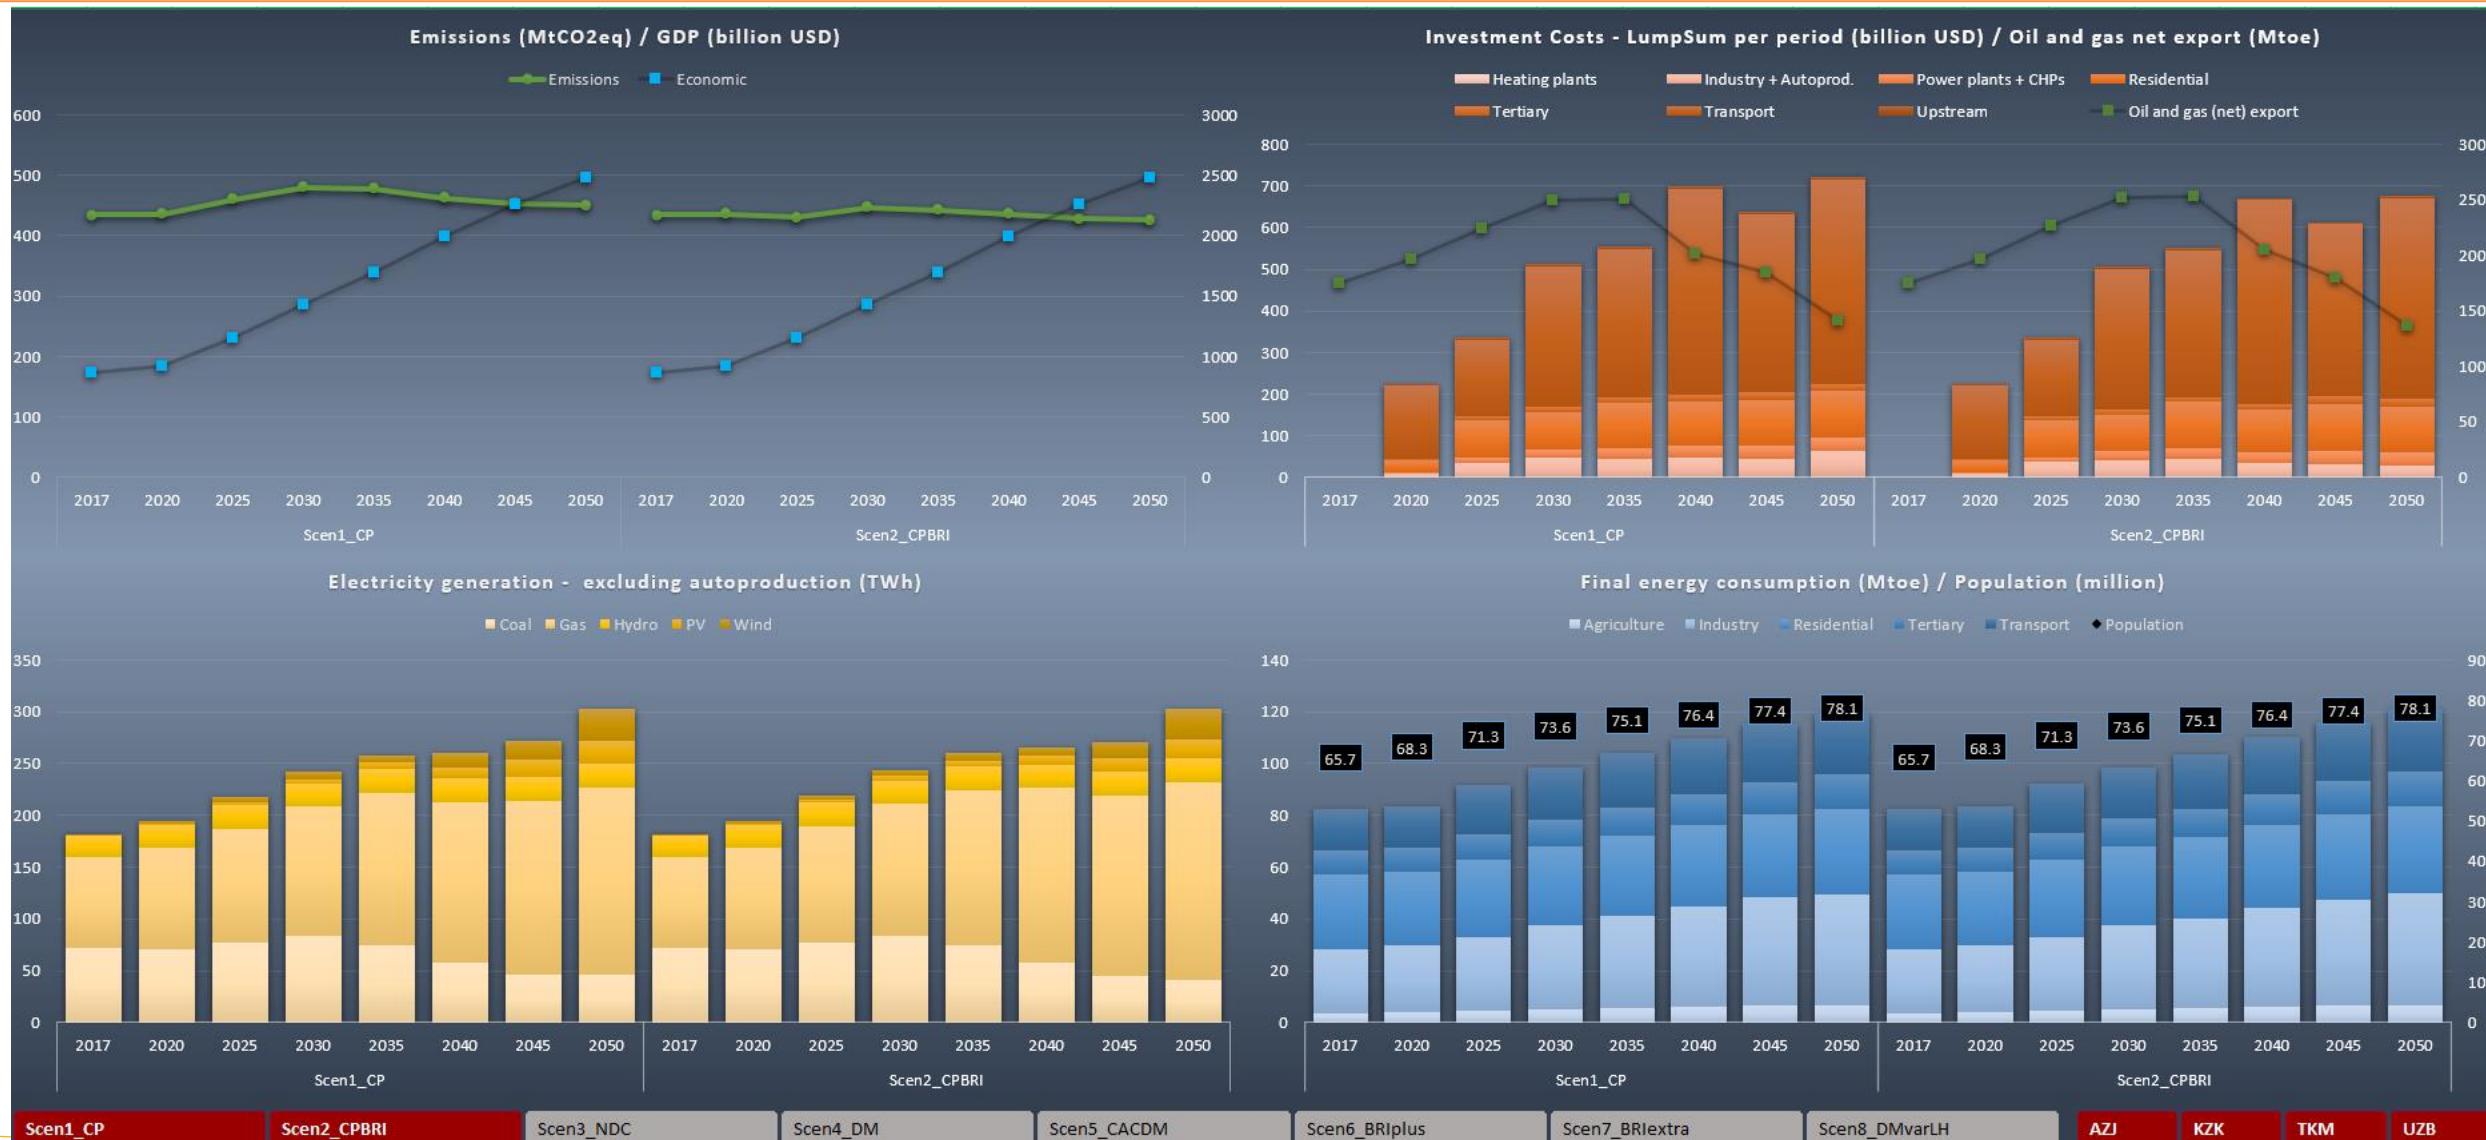 Emissions (MtCO2eq) / GDP (billion USD)
Emissions Economic
600 3000
500 2500
400 2000
300 1500
200 1000
100 500
0 0
2017 2020 2025 2030 2035 2040 2045 2050 2017 2020 2025 2030 2035 2040 2045 2050
Scen1_CP Scen2_CPBRI
Investment Costs - LumpSum per period (billion USD) / Oil and gas net export (Mtoe)
Heating plants Industry + Autoprod. Power plants + CHPs Residential
Tertiary Transport Upstream Oil and gas (net) export
800 300
700 250
600
500 200
400 150
300 100
200 50
100
0 0
2017 2020 2025 2030 2035 2040 2045 2050 2017 2020 2025 2030 2035 2040 2045 2050
Scen1_CP Scen2_CPBRI
Electricity generation - excluding autoproduction (TWh)
Coal Gas Hydro PV Wind
350
300
250
200
150
100
50
0
2017 2020 2025 2030 2035 2040 2045 2050 2017 2020 2025 2030 2035 2040 2045 2050
Scen1_CP Scen2_CPBRI
Final energy consumption (Mtoe) / Population (million)
Agriculture Industry Residential Tertiary Transport Population
140 90
120 80
100 70
80 60
60 50
40 40
20 30
0 20
10
0
65.7 68.3 71.3 73.6 75.1 76.4 77.4 78.1 65.7 68.3 71.3 73.6 75.1 76.4 77.4 78.1
2017 2020 2025 2030 2035 2040 2045 2050 2017 2020 2025 2030 2035 2040 2045 2050
Scen1_CP Scen2_CPBRI
Scen1_CP Scen2_CPBRI Scen3_NDC Scen4_DM Scen5_CACDM Scen6_BRIplus Scen7_BRIextra Scen8_DMvarLH AZJ KZK TKM UZB